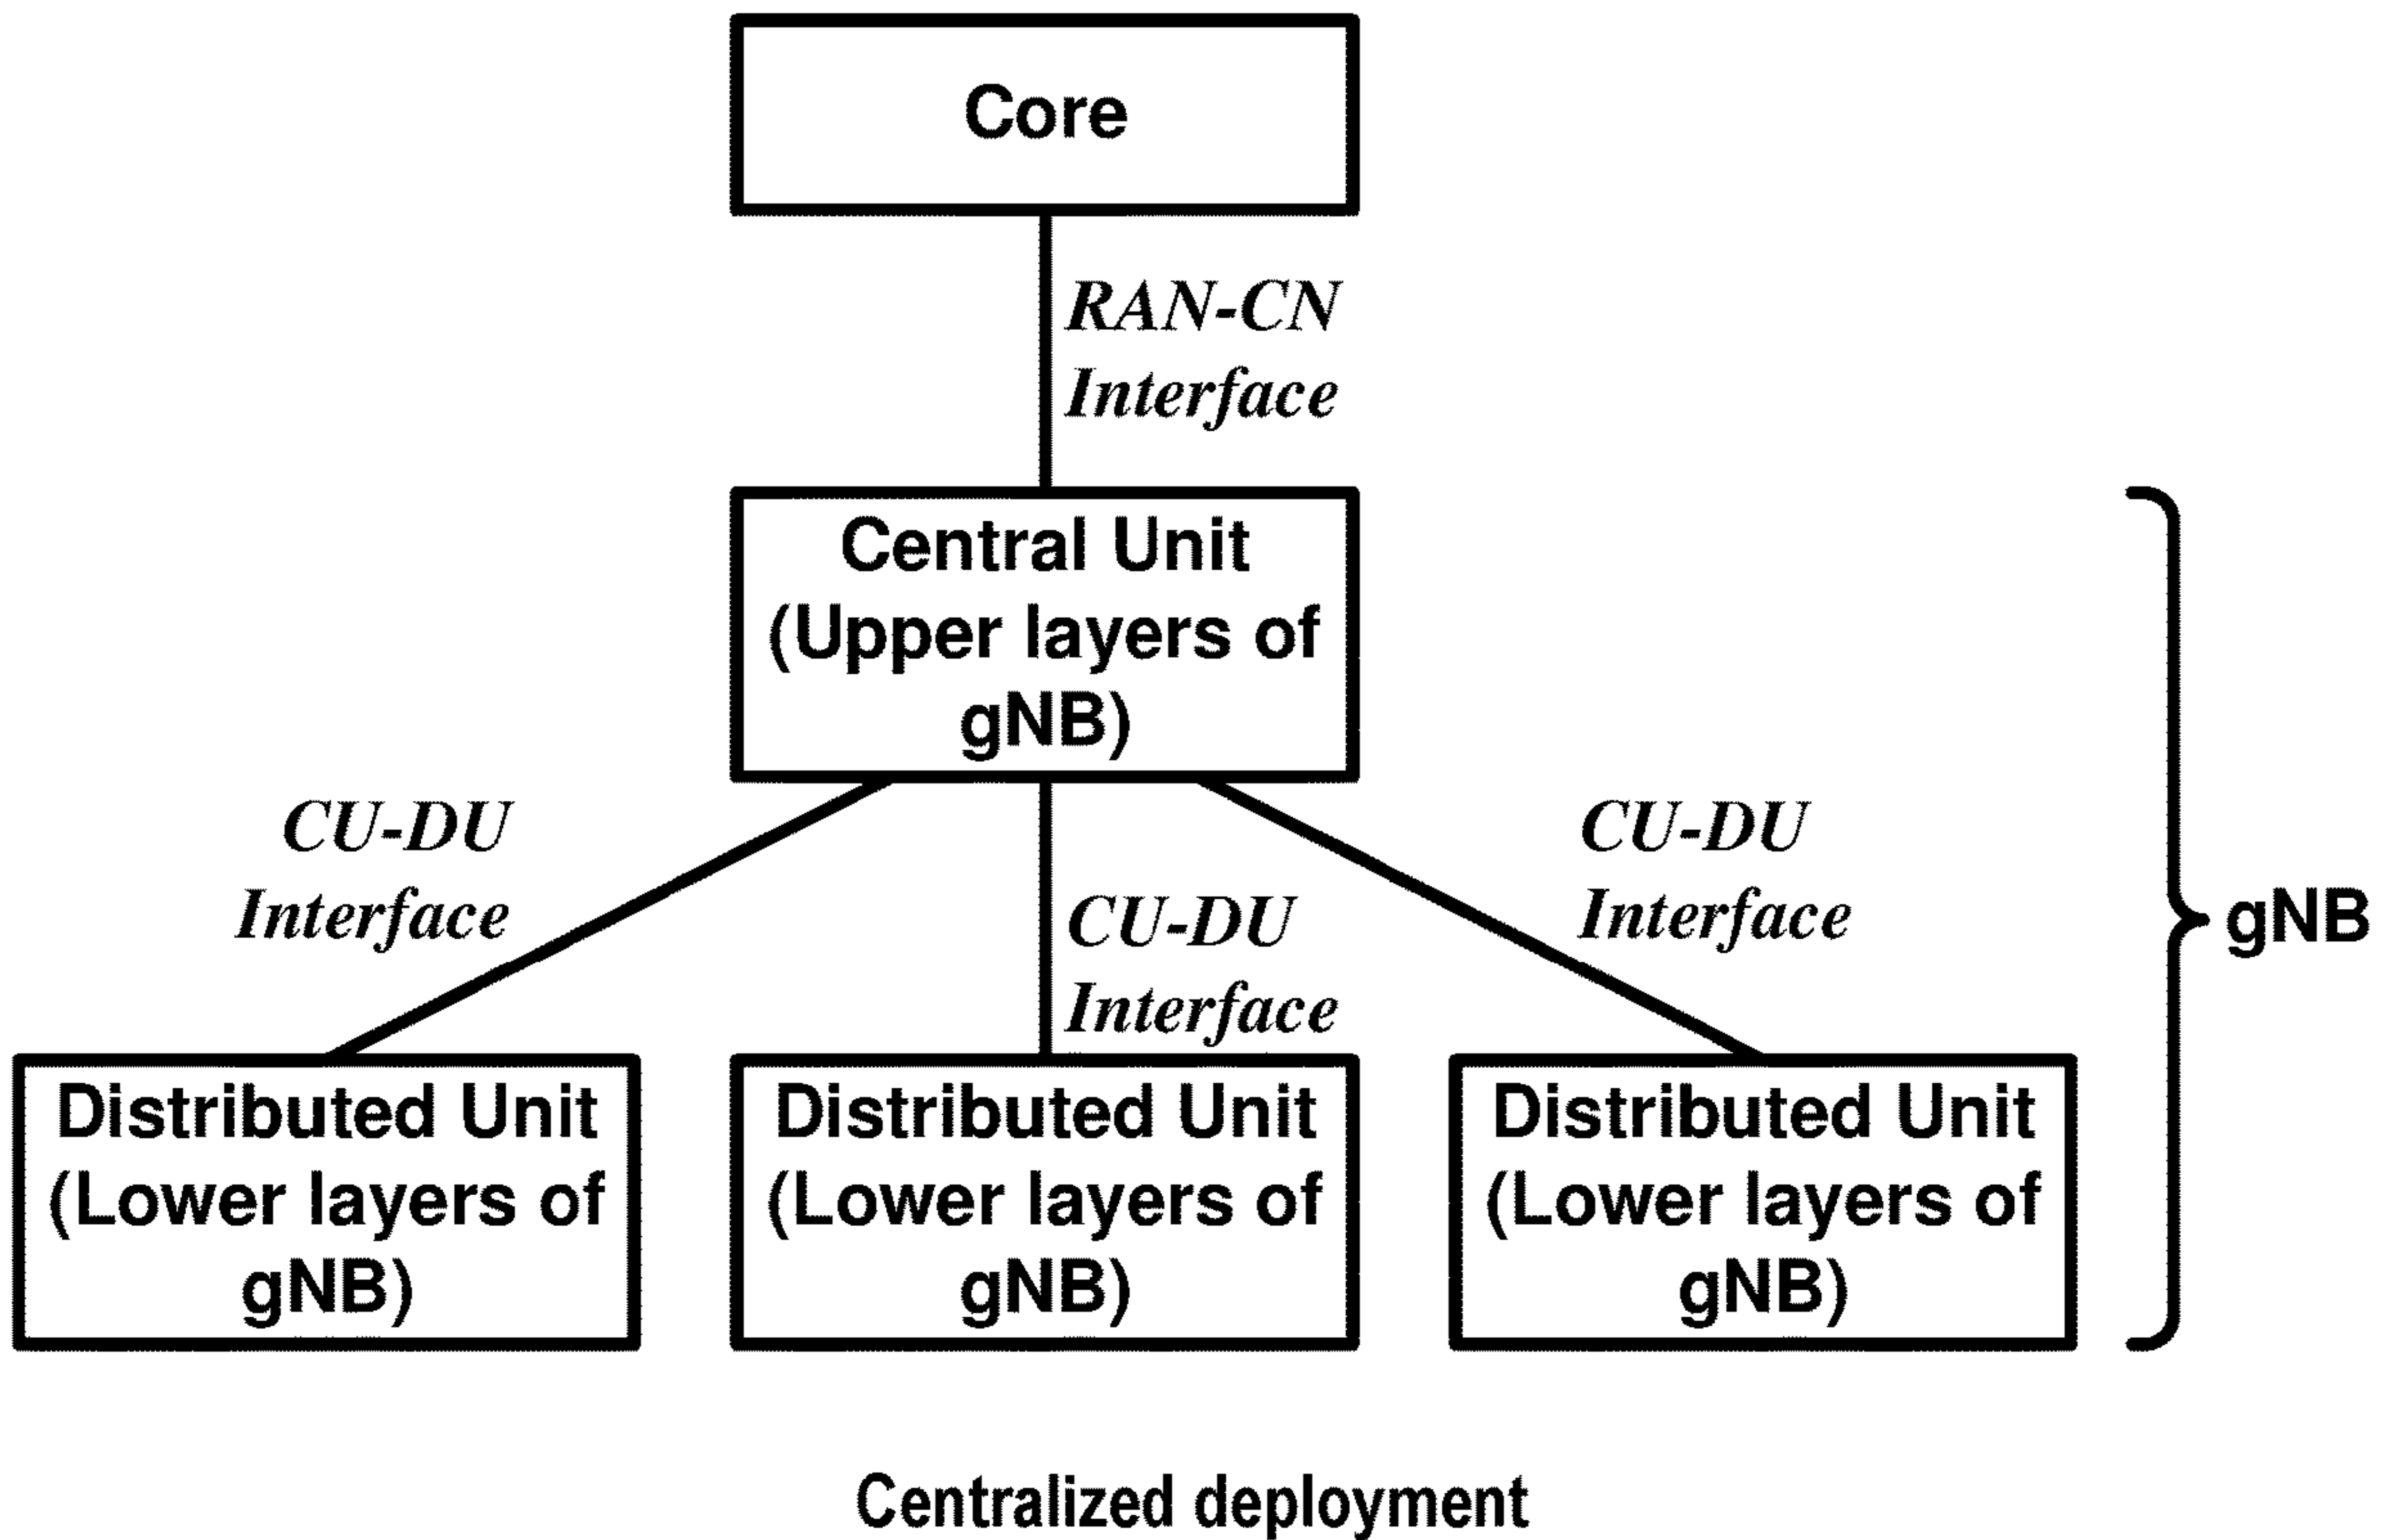 Core
RAN-CN
Interface
Central Unit
(Upper layers of
gNB)
CU-DU
Interface
CU-DU
Interface
CU-DU
Interface
gNB
Distributed Unit
(Lower layers of
gNB)
Distributed Unit
(Lower layers of
gNB)
Distributed Unit
(Lower layers of
gNB)
Centralized deployment